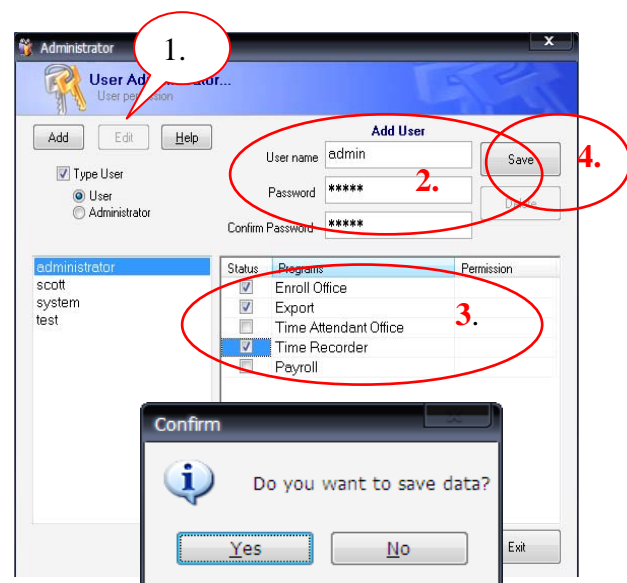 Administrator
1.
X
User Ad or...
User per ion
Add Edit Help
Add User
Type User
User
Administrator
User name admin
Password *****
Confirm Password *****
2.
Save
4.
administrator
scott
system
test
Status Programs Permission
Enroll Office
Export
Time Attendant Office
Time Recorder
Payroll
3.
Confirm
Do you want to save data?
Yes No
Exit